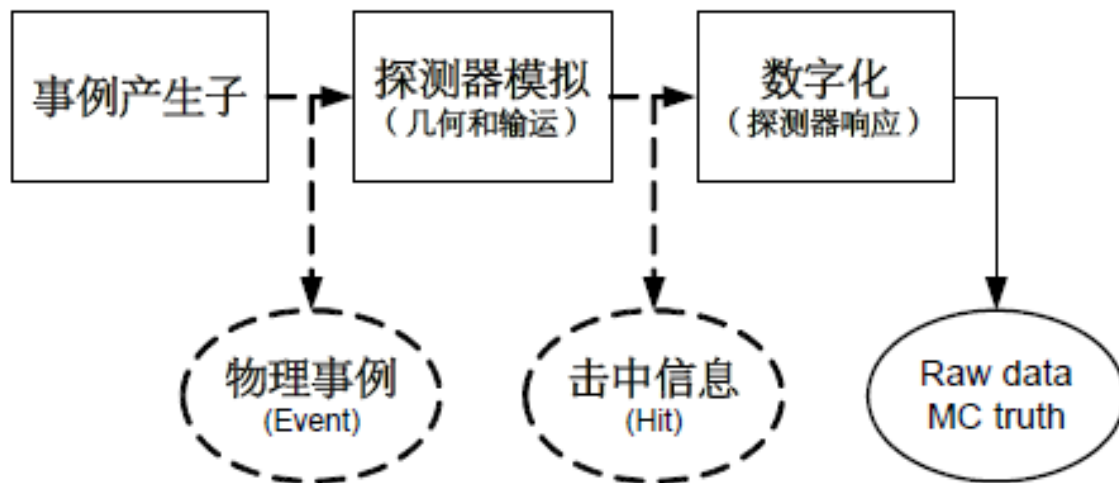 事例产生子
探测器模拟
（几何和输运）
数字化
（探测器响应）
物理事例
(Event)
击中信息
(Hit)
Raw data
MC truth